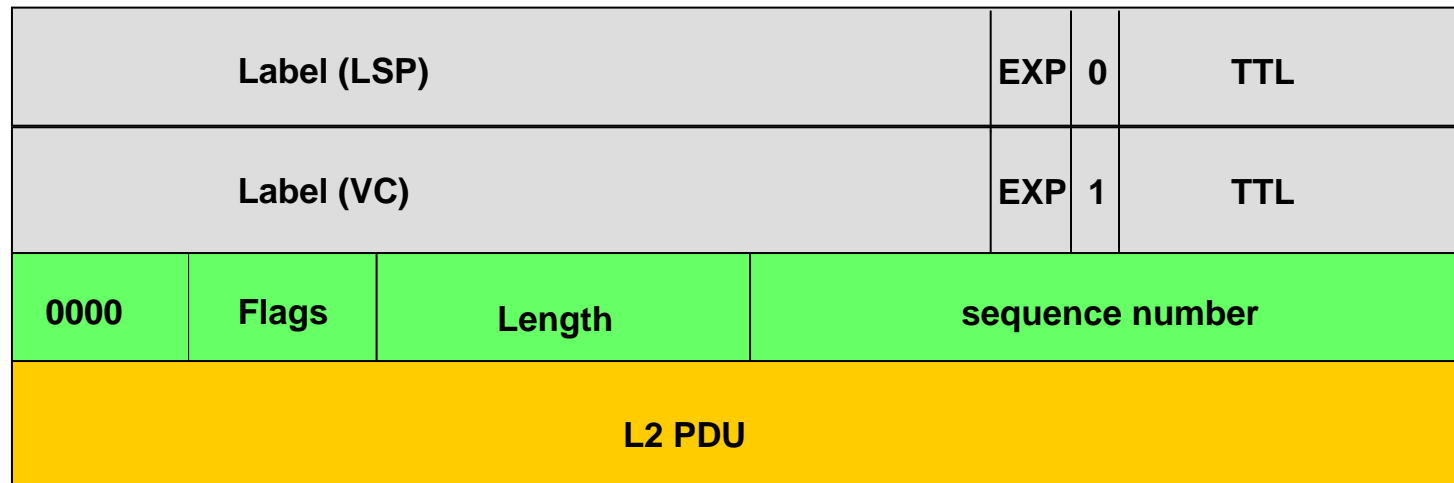 Label (LSP) EXP 0 TTL
Label (VC) EXP 1 TTL
0000 Flags Length sequence number
L2 PDU